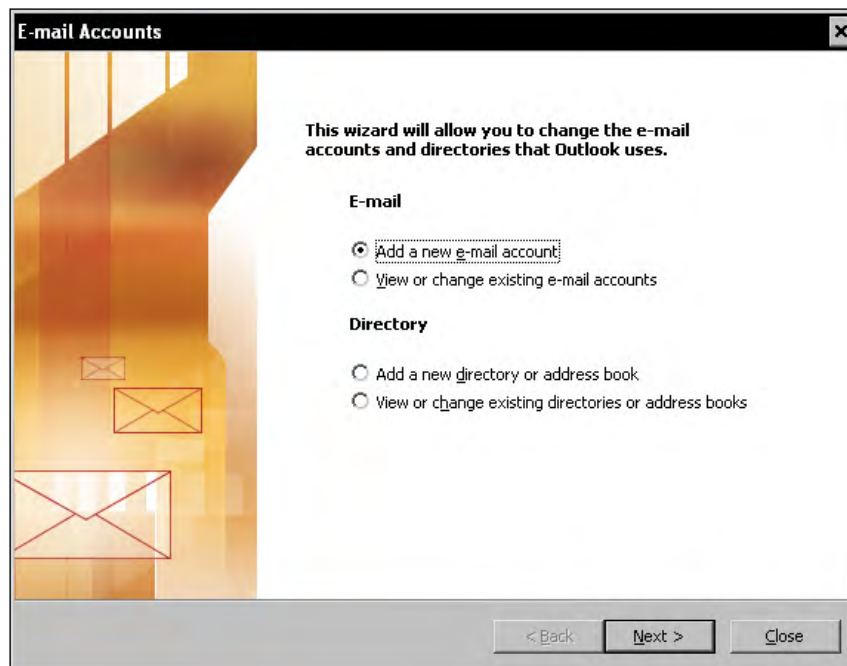 E-mail Accounts
This wizard will allow you to change the e-mail
accounts and directories that Outlook uses.
E-mail
Add a new e-mail account
View or change existing e-mail accounts
Directory
Add a new directory or address book
View or change existing directories or address books
< Back   Next >   Close